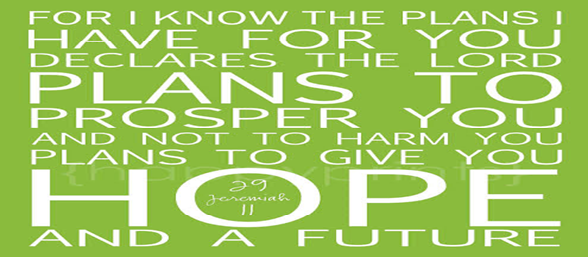 FOR I KNOW THE PLANS I
HAVE FOR YOU
DECLARES THE LORD
PLANS TO
PROSPER YOU
AND NOT TO HARM YOU
PLANS TO GIVE YOU
HOPE
29
Jeremiah
11
AND A FUTURE